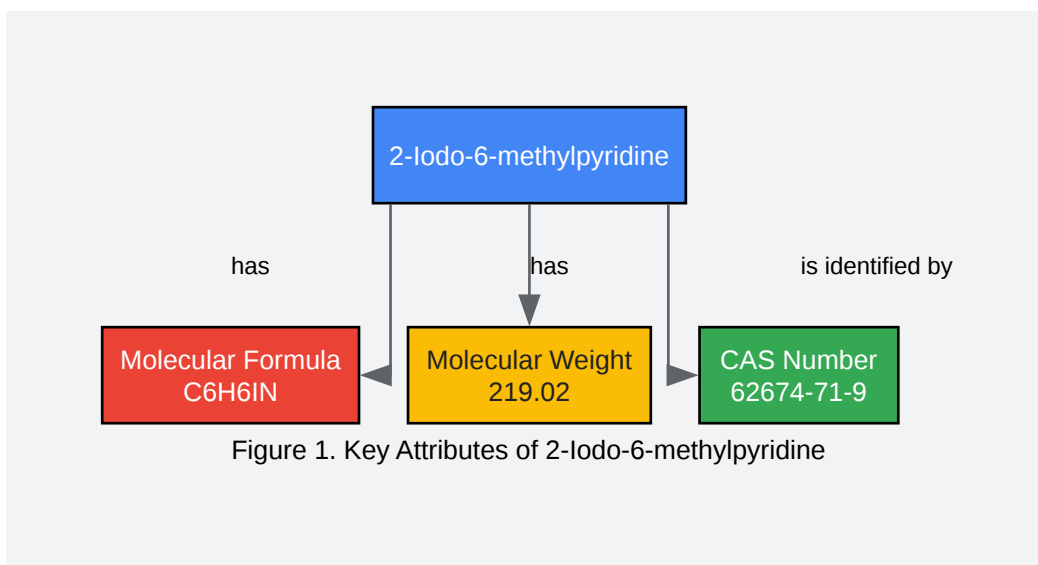 2-Iodo-6-methylpyridine
has
has
is identified by
Molecular Formula
C6H6IN
Molecular Weight
219.02
CAS Number
62674-71-9
Figure 1. Key Attributes of 2-Iodo-6-methylpyridine